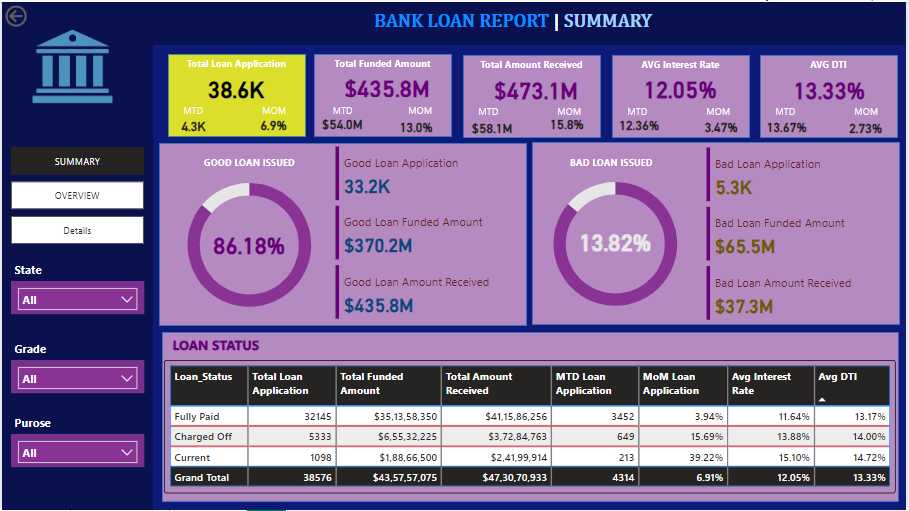 BANK LOAN REPORT | SUMMARY
Total Loan Application
38.6K
MTD MOM
4.3K 6.9%
Total Funded Amount
$435.8M
MTD MOM
$54.0M 13.0%
Total Amount Received
$473.1M
MTD MOM
$58.1M 15.8%
AVG Interest Rate
12.05%
MTD MOM
12.36% 3.47%
AVG DTI
13.33%
MTD MOM
13.67% 2.73%
SUMMARY
OVERVIEW
Details
State
All
Grade
All
Purose
All
GOOD LOAN ISSUED
86.18%
Good Loan Application
33.2K
Good Loan Funded Amount
$370.2M
Good Loan Amount Received
$435.8M
BAD LOAN ISSUED
13.82%
Bad Loan Application
5.3K
Bad Loan Funded Amount
$65.5M
Bad Loan Amount Received
$37.3M
LOAN STATUS
Loan_Status Total Loan Application Total Funded Amount Total Amount Received MTD Loan Application MoM Loan Application Avg Interest Rate Avg DTI
Fully Paid 32145 $35,13,58,350 $41,15,86,256 3452 3.94% 11.64% 13.17%
Charged Off 5333 $6,55,32,225 $3,72,84,763 649 15.69% 13.88% 14.00%
Current 1098 $1,88,66,500 $2,41,99,914 213 39.22% 15.10% 14.72%
Grand Total 38576 $43,57,57,075 $47,30,70,933 4314 6.91% 12.05% 13.33%